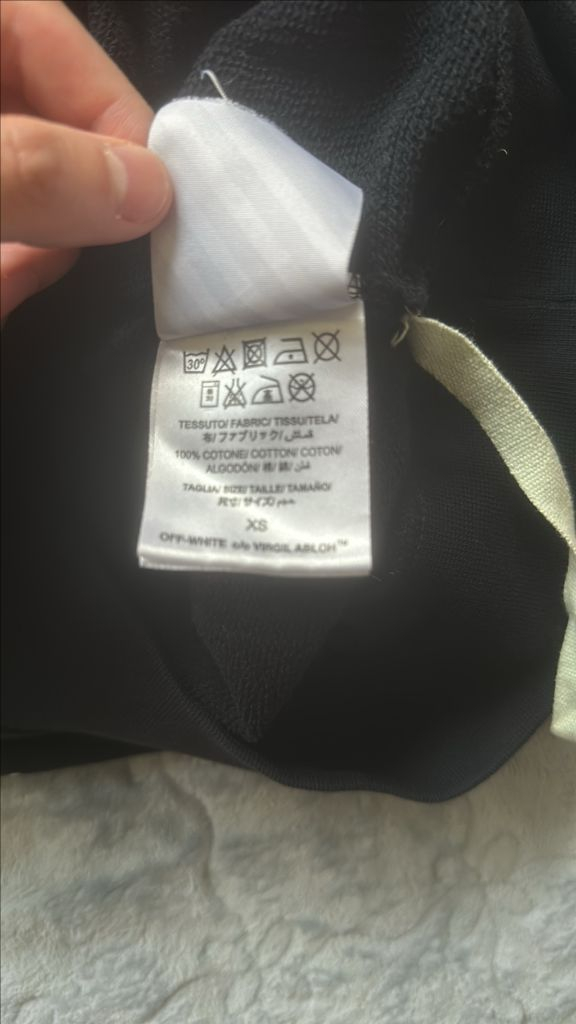 30°
TESSUTO/ FABRIC/ TISSU/TELA/
布/ファブリック/ قماش/
100% COTONE/ COTTON/ COTON/
ALGODÓN/ 棉/ 綿/ قطن/
TAGLIA/ SIZE/ TAILLE/ TAMAÑO/
尺寸/ サイズ/ حجم/
XS
OFF-WHITE c/o VIRGIL ABLOH™